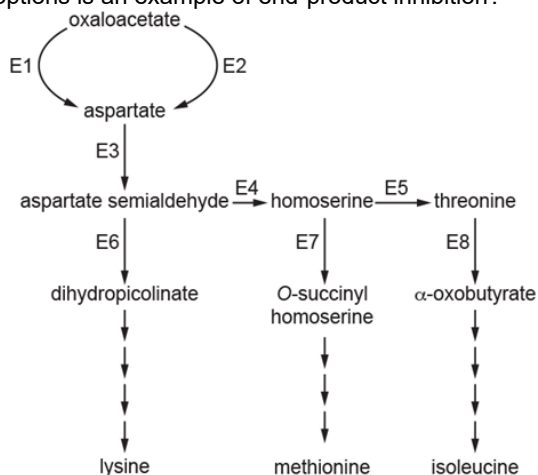 options is an example of end-product inhibition?
oxaloacetate
E1 E2
aspartate
E3
aspartate semialdehyde E4 homoserine E5 threonine
E6 E7 E8
dihydropicolinate O-succinyl homoserine α-oxobutyrate
lysine methionine isoleucine